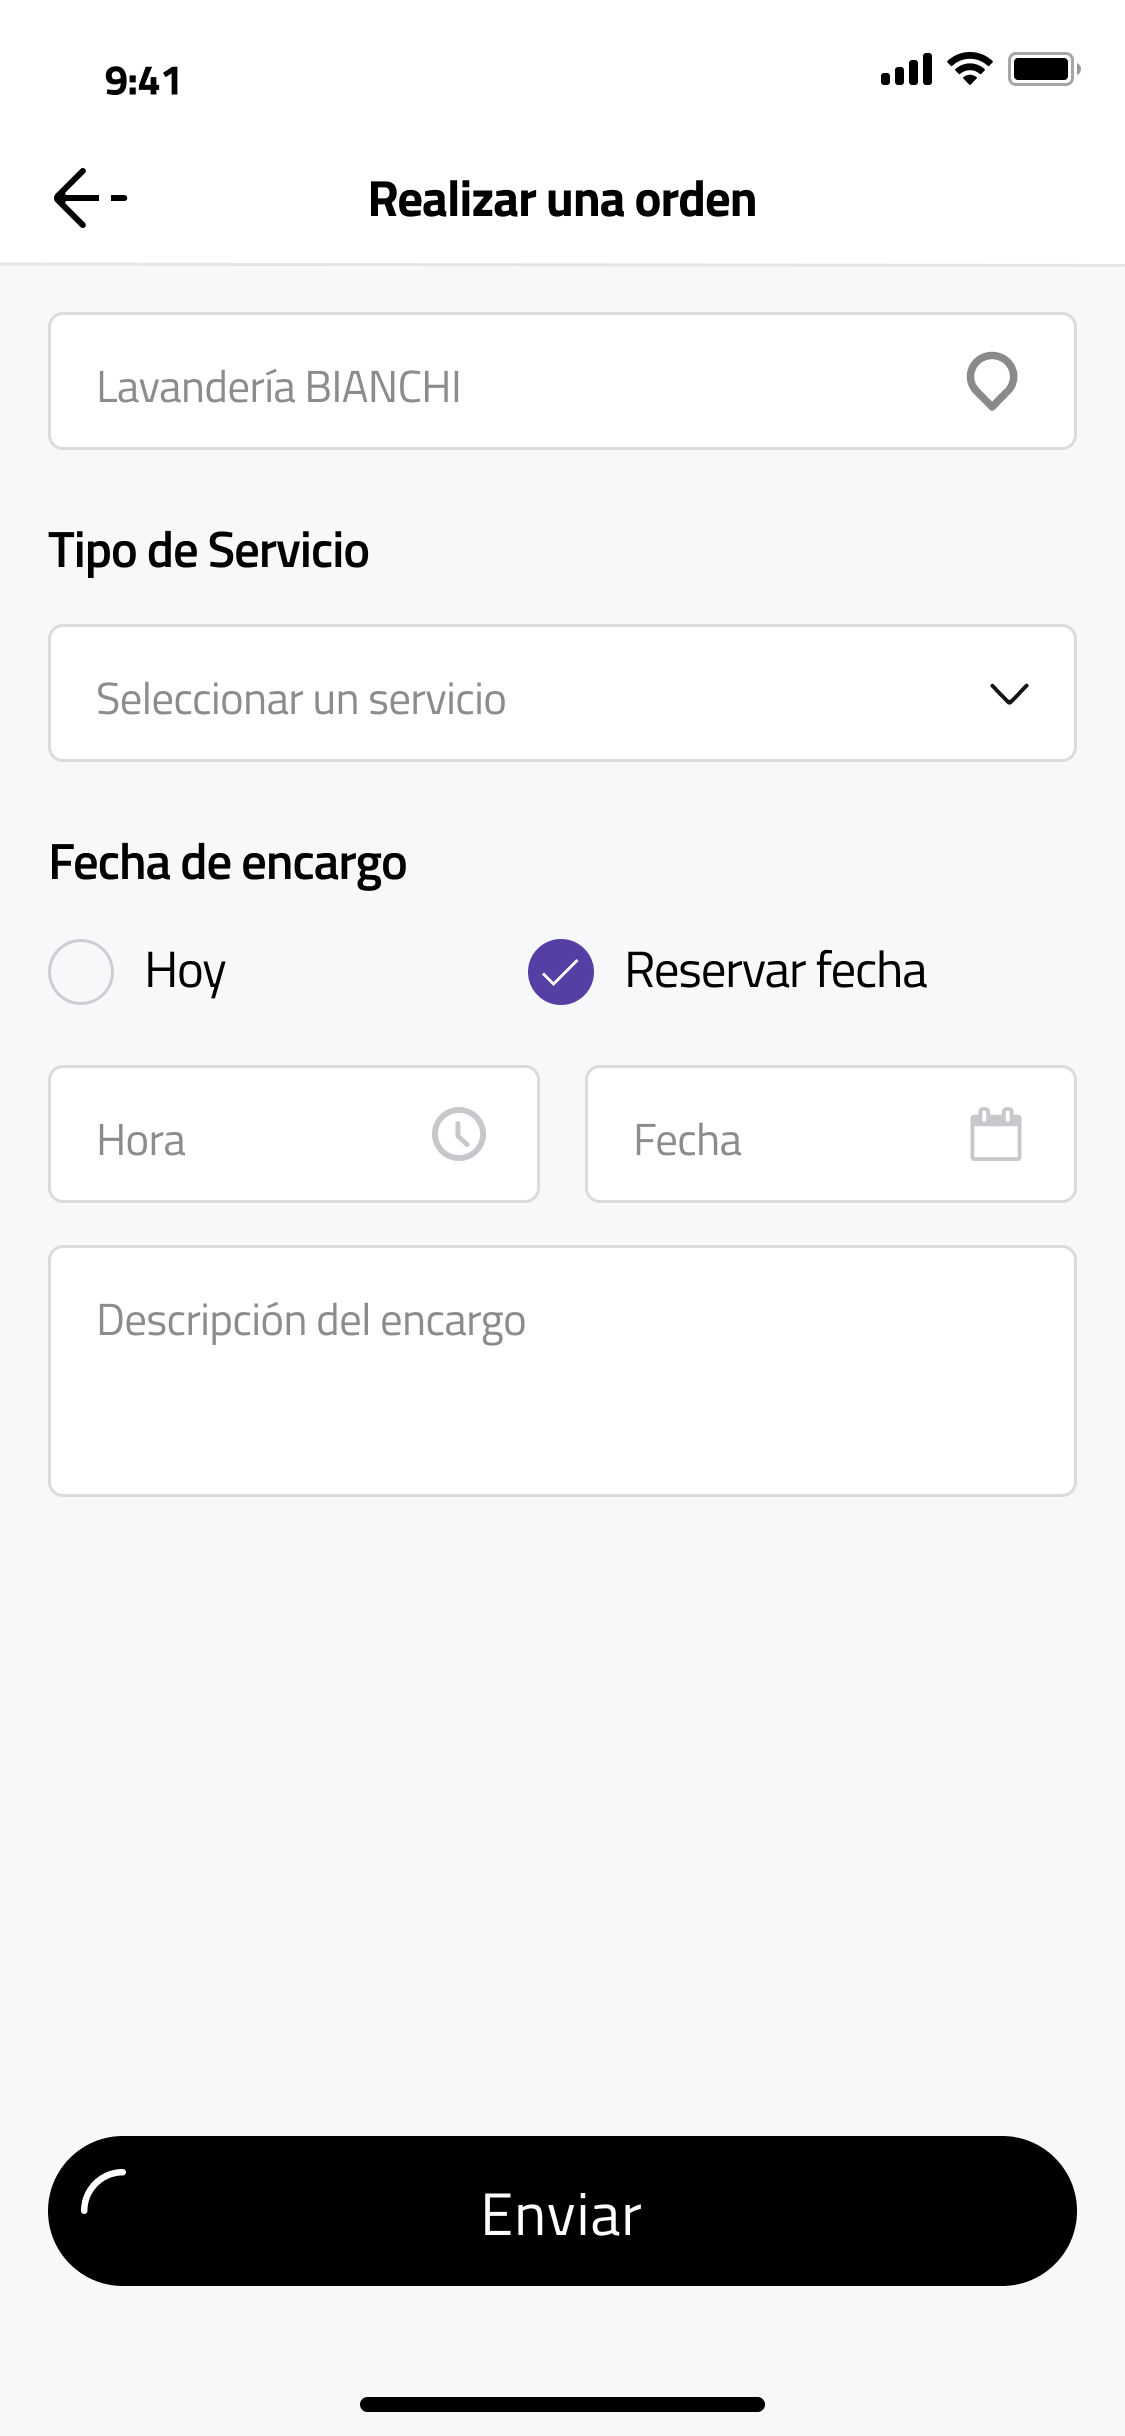 9:41
Realizar una orden
Lavandería BIANCHI
Tipo de Servicio
Seleccionar un servicio
Fecha de encargo
Hoy
Reservar fecha
Hora
Fecha
Descripción del encargo
Enviar